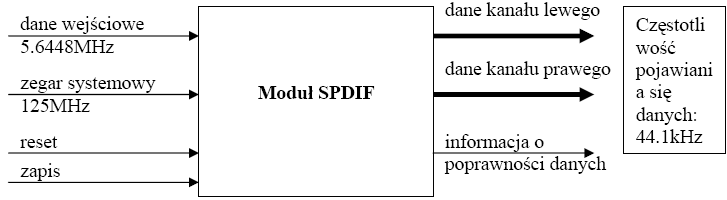 dane wejściowe
5.6448MHz
zegar systemowy
125MHz
reset
zapis
Moduł SPDIF
dane kanału lewego
dane kanału prawego
informacja o
poprawności danych
Częstotli
wość
pojawiani
a się
danych:
44.1kHz